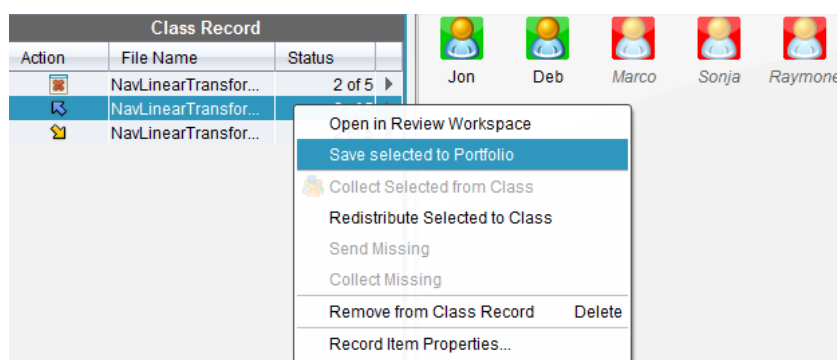 Class Record
Action File Name Status
NavLinearTransfor... 2 of 5
NavLinearTransfor...
NavLinearTransfor...
Jon Deb Marco Sonja Raymone
Open in Review Workspace
Save selected to Portfolio
Collect Selected from Class
Redistribute Selected to Class
Send Missing
Collect Missing
Remove from Class Record Delete
Record Item Properties...